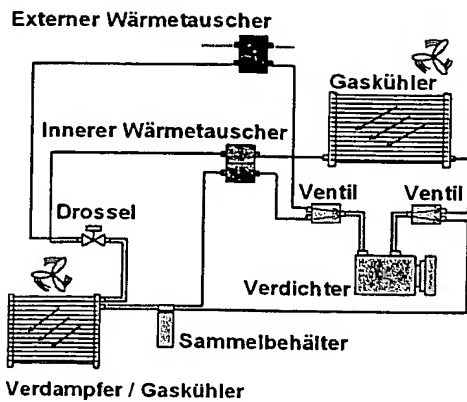 Externer Wärmetauscher
Gaskühler
Innerer Wärmetauscher
Ventil
Ventil
Drossel
Verdichter
Sammelbehälter
Verdampfer / Gaskühler